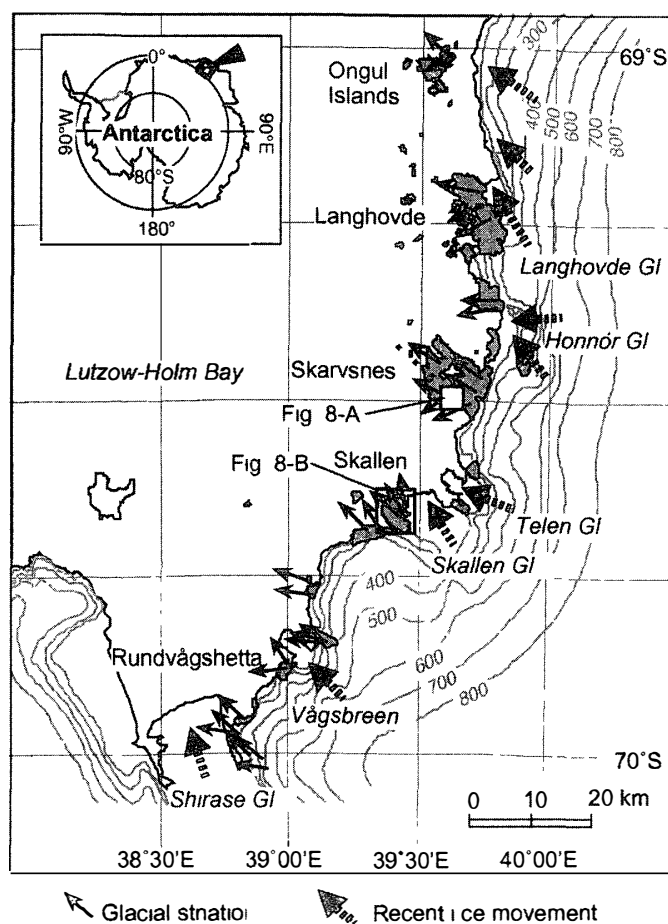 0°
90°W
Antarctica
90°E
80°S
180°
69°S
Ongul
Islands
300
400
500
600
700
800
Langhovde
Langhovde Gl
Honnör Gl
Lutzow-Holm Bay
Skarvsnes
Fig 8-A
Fig 8-B
Skallen
Telen Gl
Skallen Gl
400
500
600
700
800
Rundvågshetta
Vågsbreen
70°S
Shirase Gl
0 10 20 km
38°30'E 39°00'E 39°30'E 40°00'E
Glacial striation
Recent ice movement